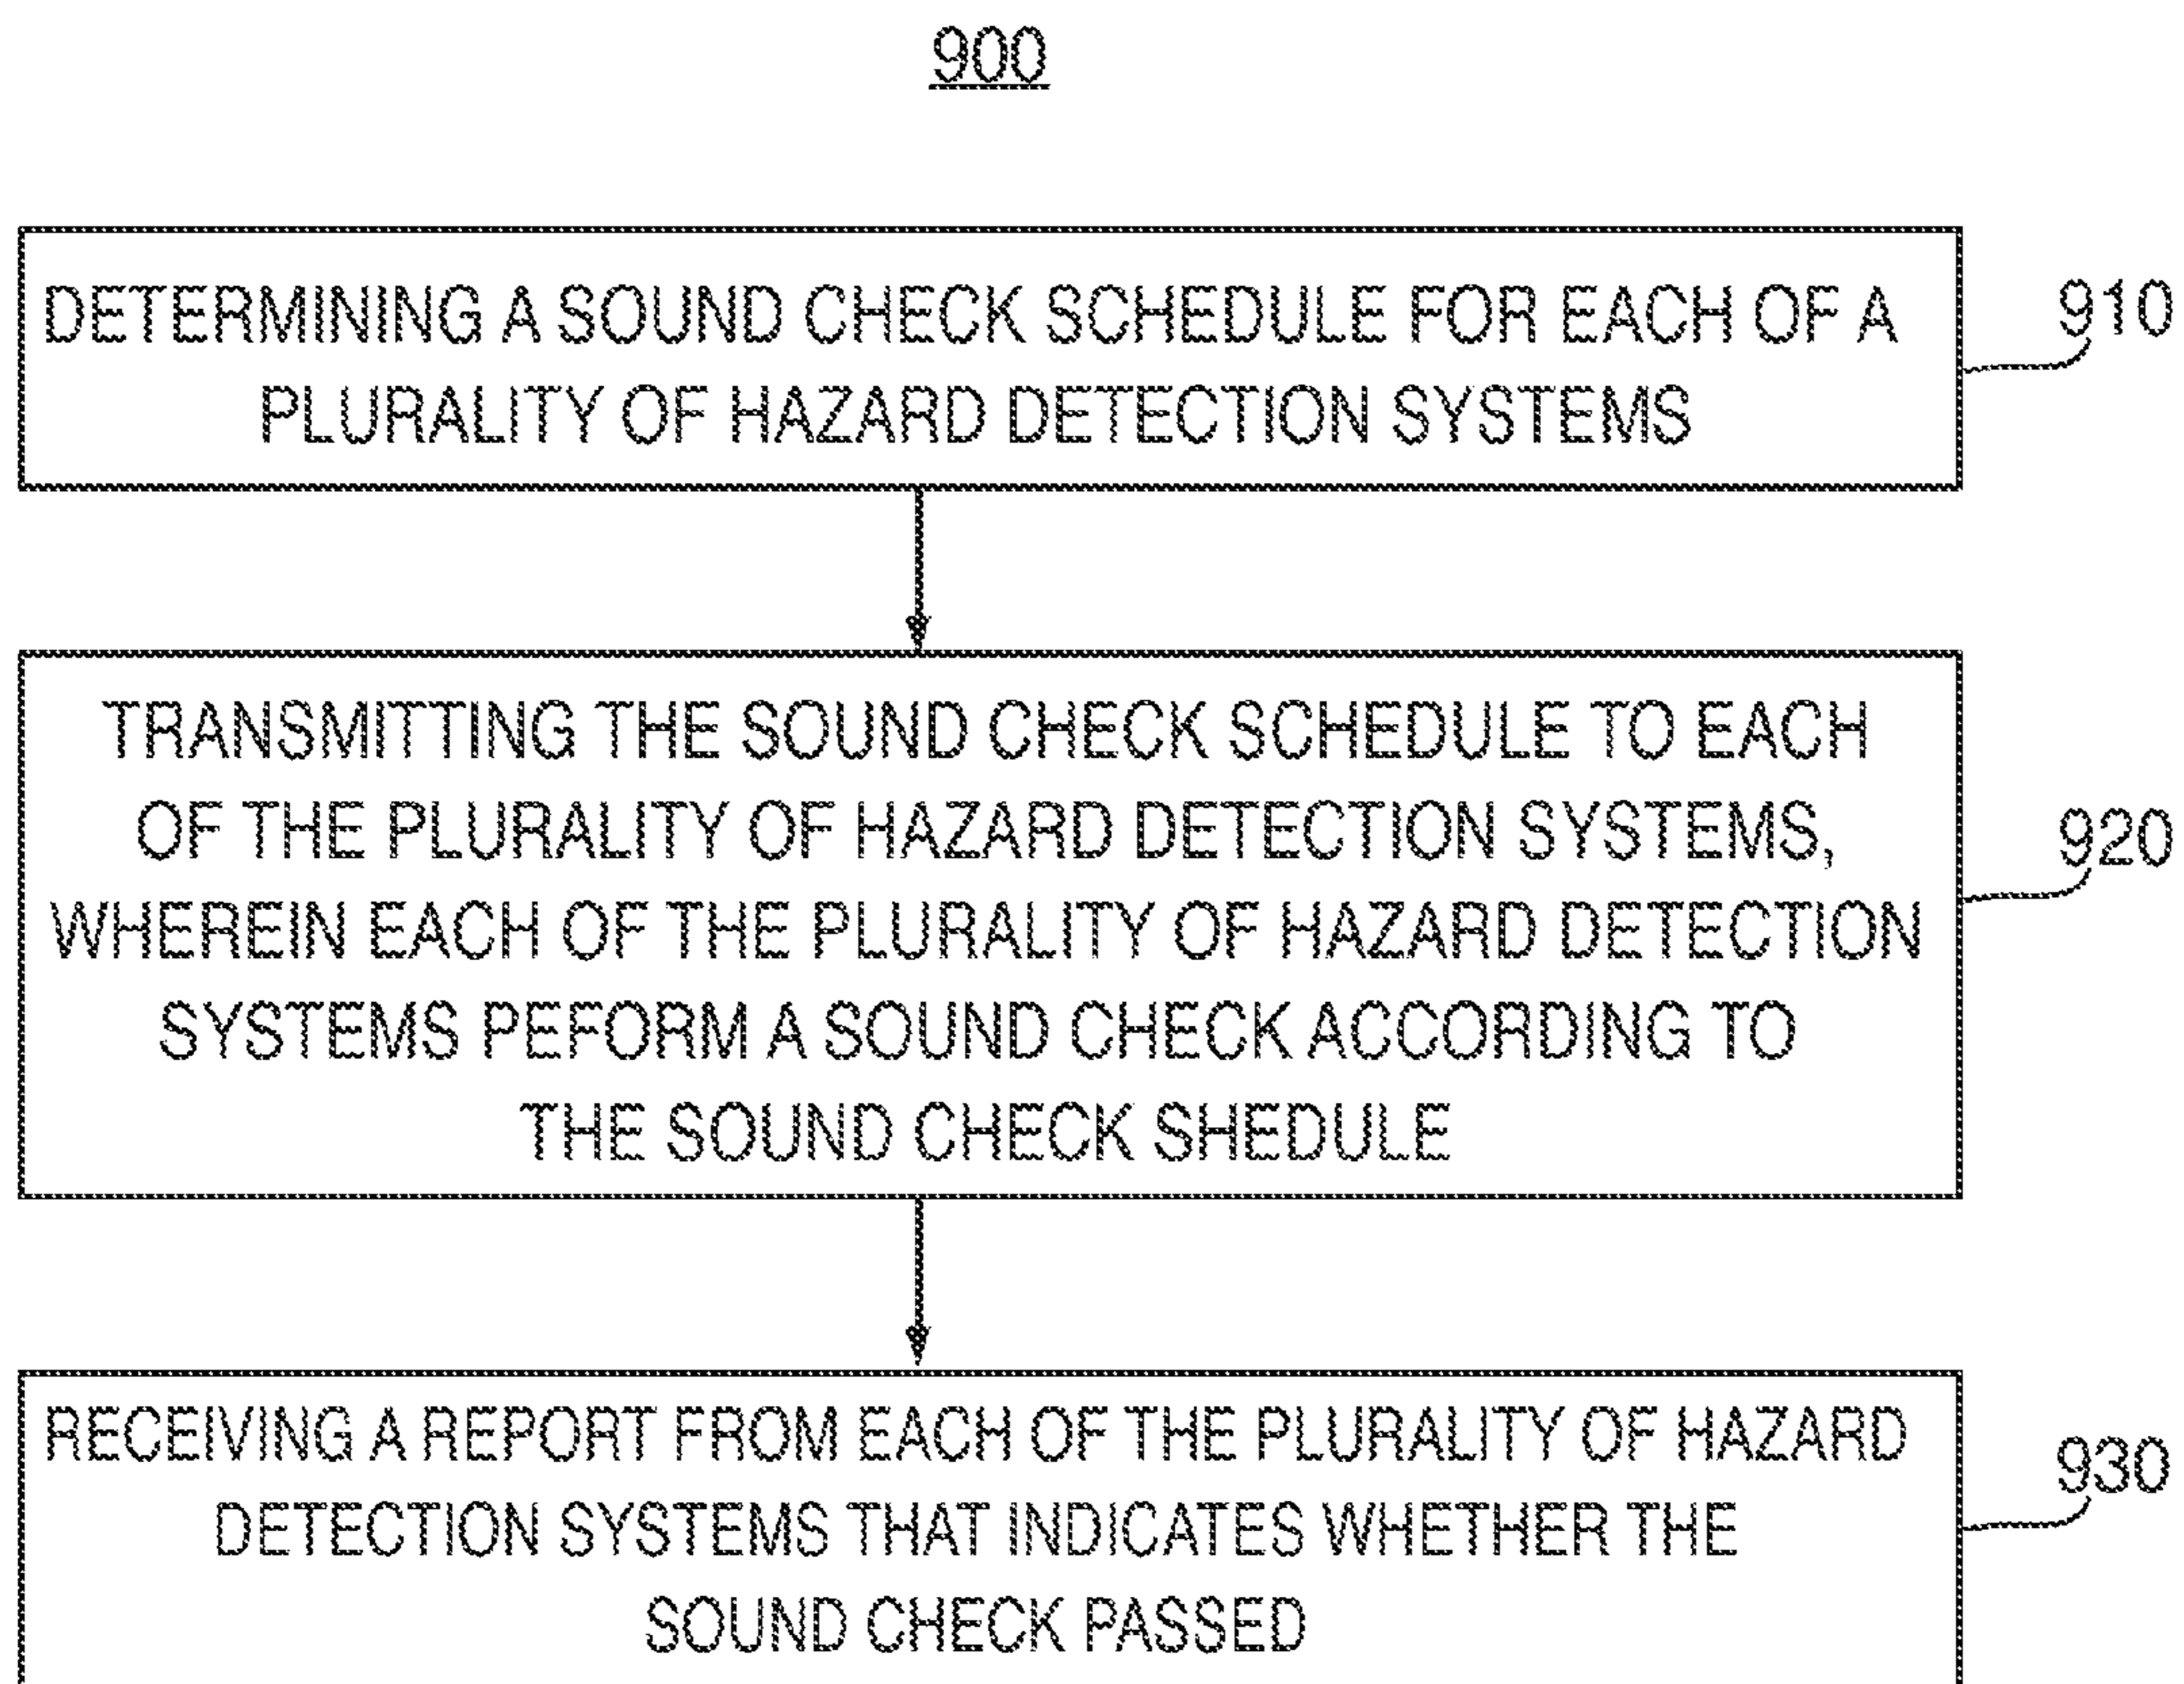 900
DETERMINING A SOUND CHECK SCHEDULE FOR EACH OF A
PLURALITY OF HAZARD DETECTION SYSTEMS
910
TRANSMITTING THE SOUND CHECK SCHEDULE TO EACH
OF THE PLURALITY OF HAZARD DETECTION SYSTEMS,
WHEREIN EACH OF THE PLURALITY OF HAZARD DETECTION
SYSTEMS PEFORM A SOUND CHECK ACCORDING TO
THE SOUND CHECK SHEDULE
920
RECEIVING A REPORT FROM EACH OF THE PLURALITY OF HAZARD
DETECTION SYSTEMS THAT INDICATES WHETHER THE
SOUND CHECK PASSED
930